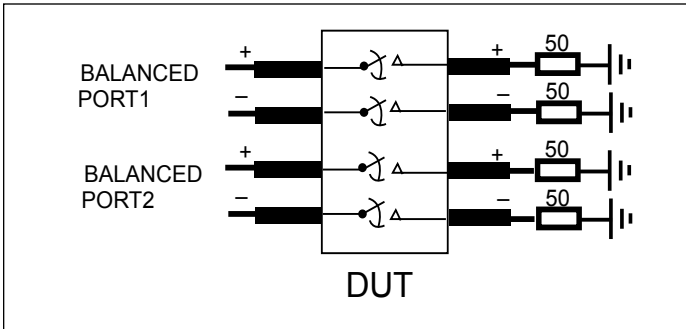 + + 50
BALANCED
PORT1
– – 50
+ + 50
BALANCED
PORT2
– – 50
DUT